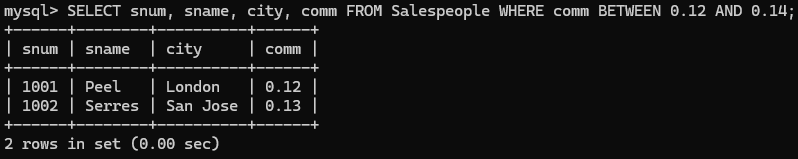 mysql> SELECT snum, sname, city, comm FROM Salespeople WHERE comm BETWEEN 0.12 AND 0.14;
+------+--------+----------+------+
| snum | sname  | city     | comm |
+------+--------+----------+------+
| 1001 | Peel   | London   | 0.12 |
| 1002 | Serres | San Jose | 0.13 |
+------+--------+----------+------+
2 rows in set (0.00 sec)